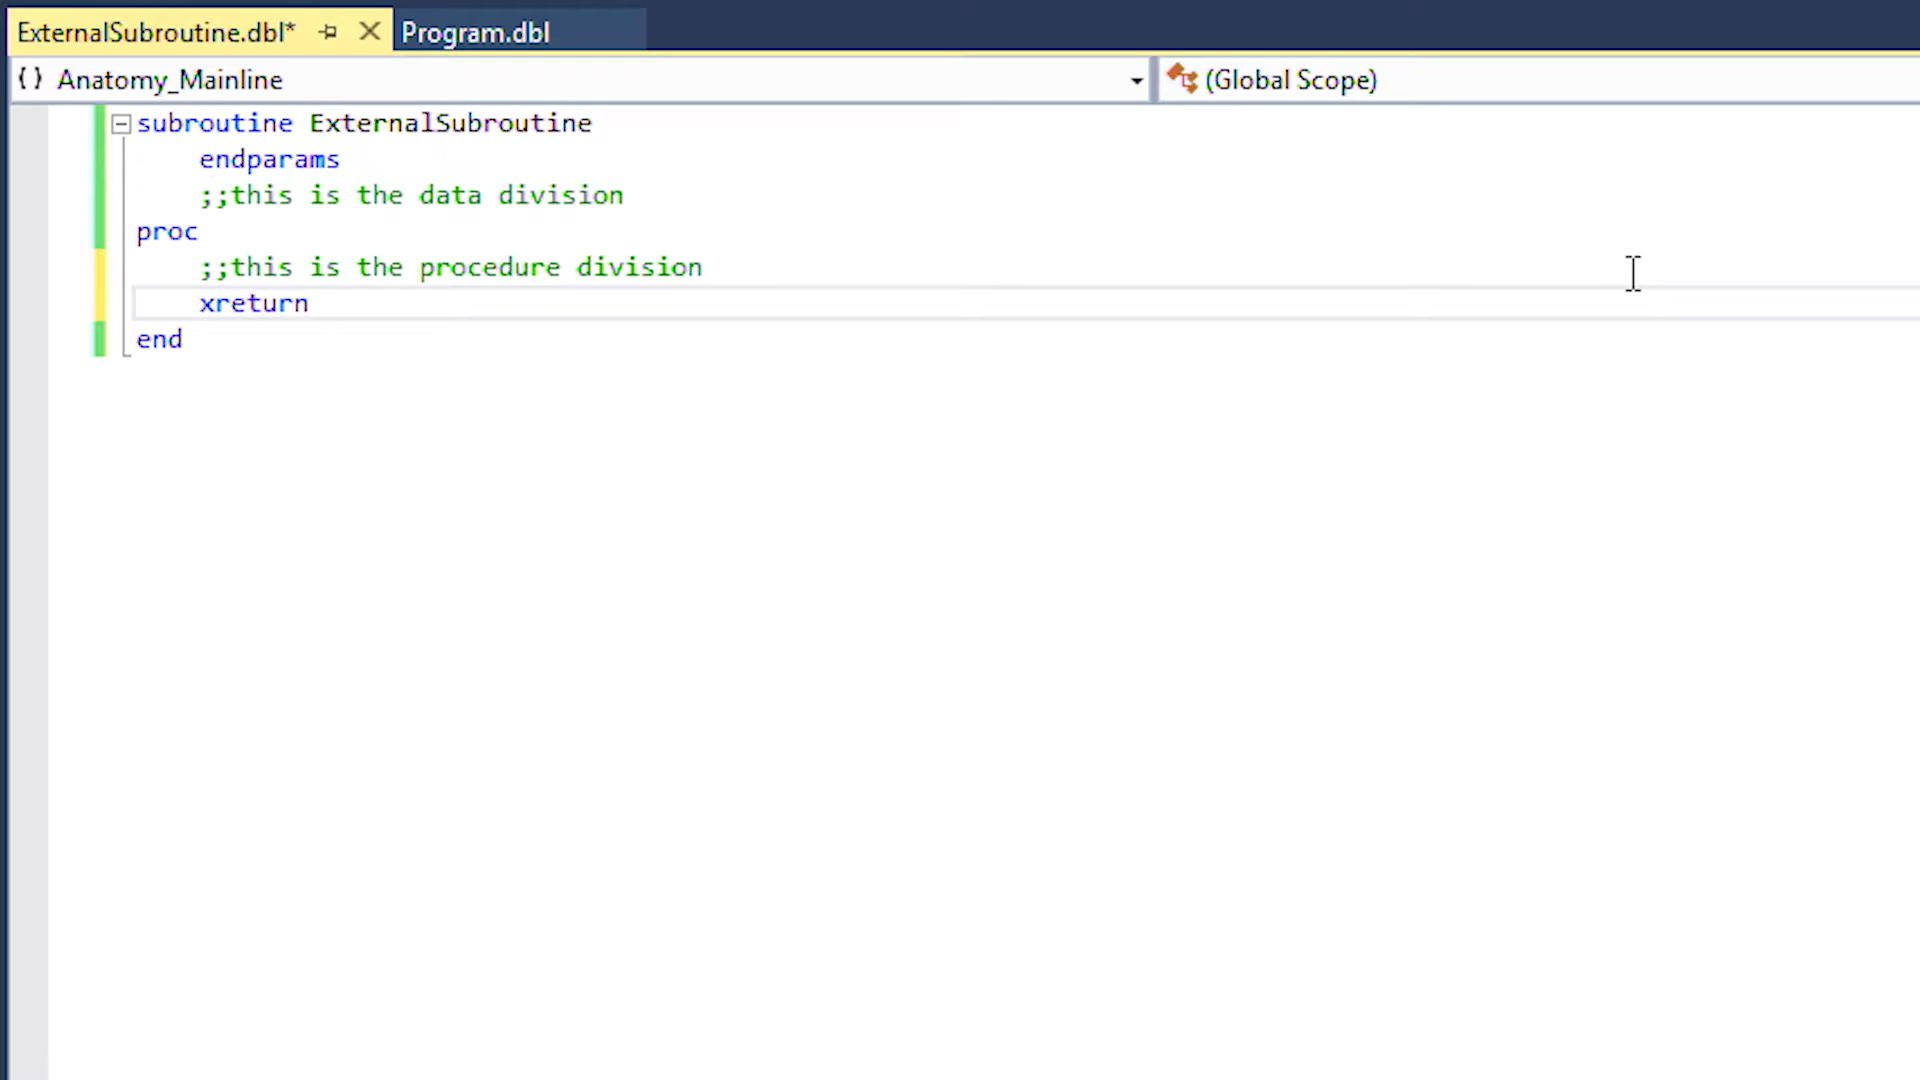 ExternalSubroutine.dbl* Program.dbl
{ } Anatomy_Mainline (Global Scope)
subroutine ExternalSubroutine
endparams
;;this is the data division
proc
;;this is the procedure division
xreturn
end